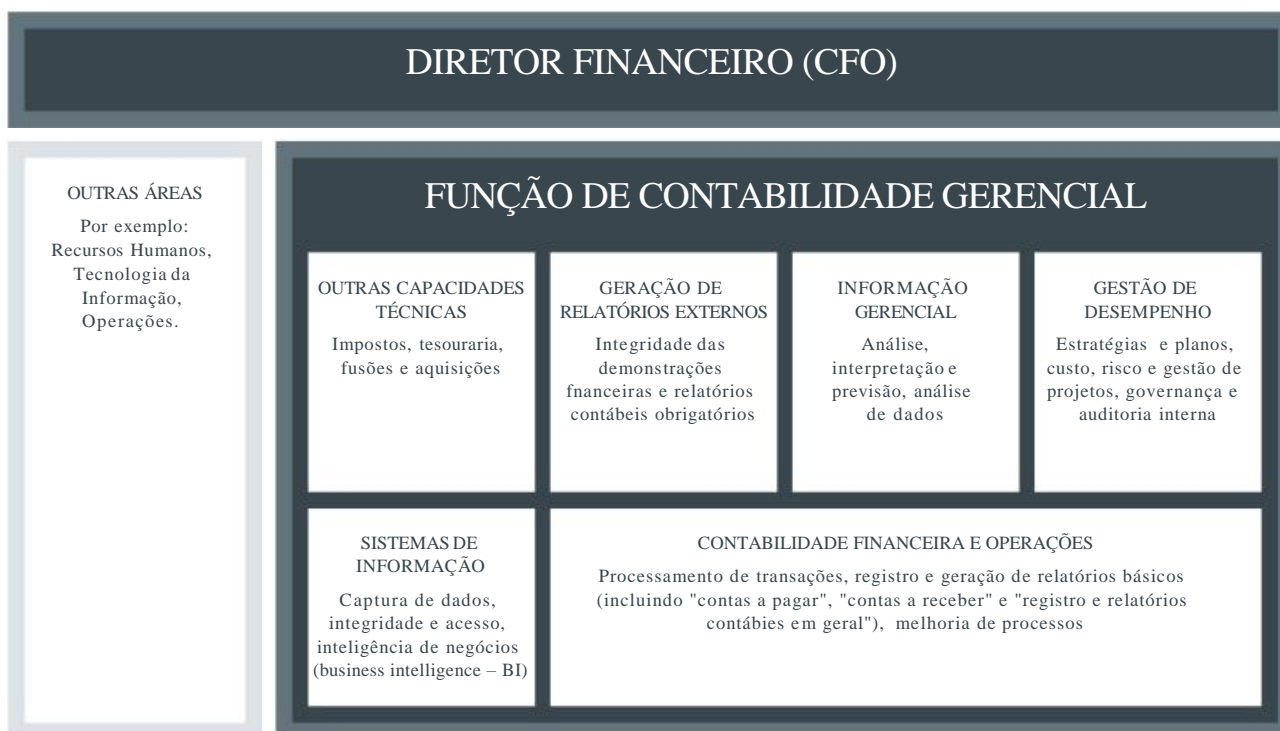 DIRETOR FINANCEIRO (CFO)
OUTRAS ÁREAS
Por exemplo:
Recursos Humanos,
Tecnologia da
Informação,
Operações.
FUNÇÃO DE CONTABILIDADE GERENCIAL
OUTRAS CAPACIDADES
TÉCNICAS
Impostos, tesouraria,
fusões e aquisições
GERAÇÃO DE
RELATÓRIOS EXTERNOS
Integridade das
demonstrações
fnanceiras e relatórios
contábeis obrigatórios
INFORMAÇÃO
GERENCIAL
Análise,
interpretação e
previsão, análise
de dados
GESTÃO DE
DESEMPENHO
Estratégias e planos,
custo, risco e gestão de
projetos, governança e
auditoria interna
SISTEMAS DE
INFORMAÇÃO
Captura de dados,
integridade e acesso,
inteligência de negócios
(business intelligence – BI)
CONTABILIDADE FINANCEIRA E OPERAÇÕES
Processamento de transações, registro e geração de relatórios básicos
(incluindo "contas a pagar", "contas a receber" e "registro e relatórios
contábies em geral"), melhoria de processos